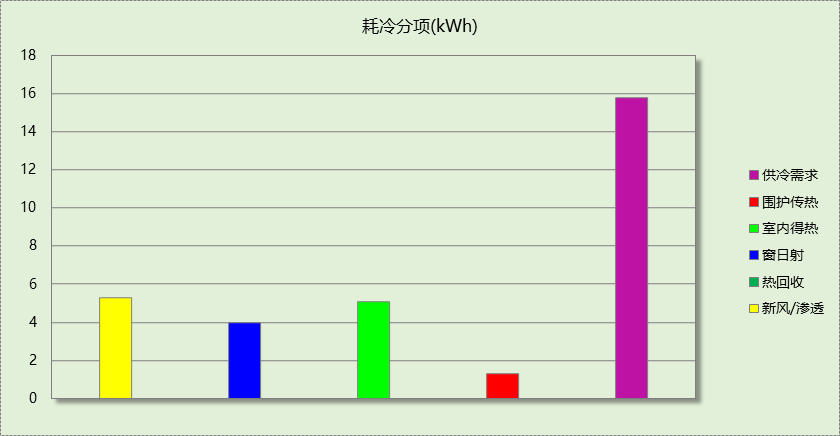 耗冷分项(kWh)
18
16
14
12
10
8
6
4
2
0
供冷需求
围护传热
室内得热
窗日射
热回收
新风/渗透